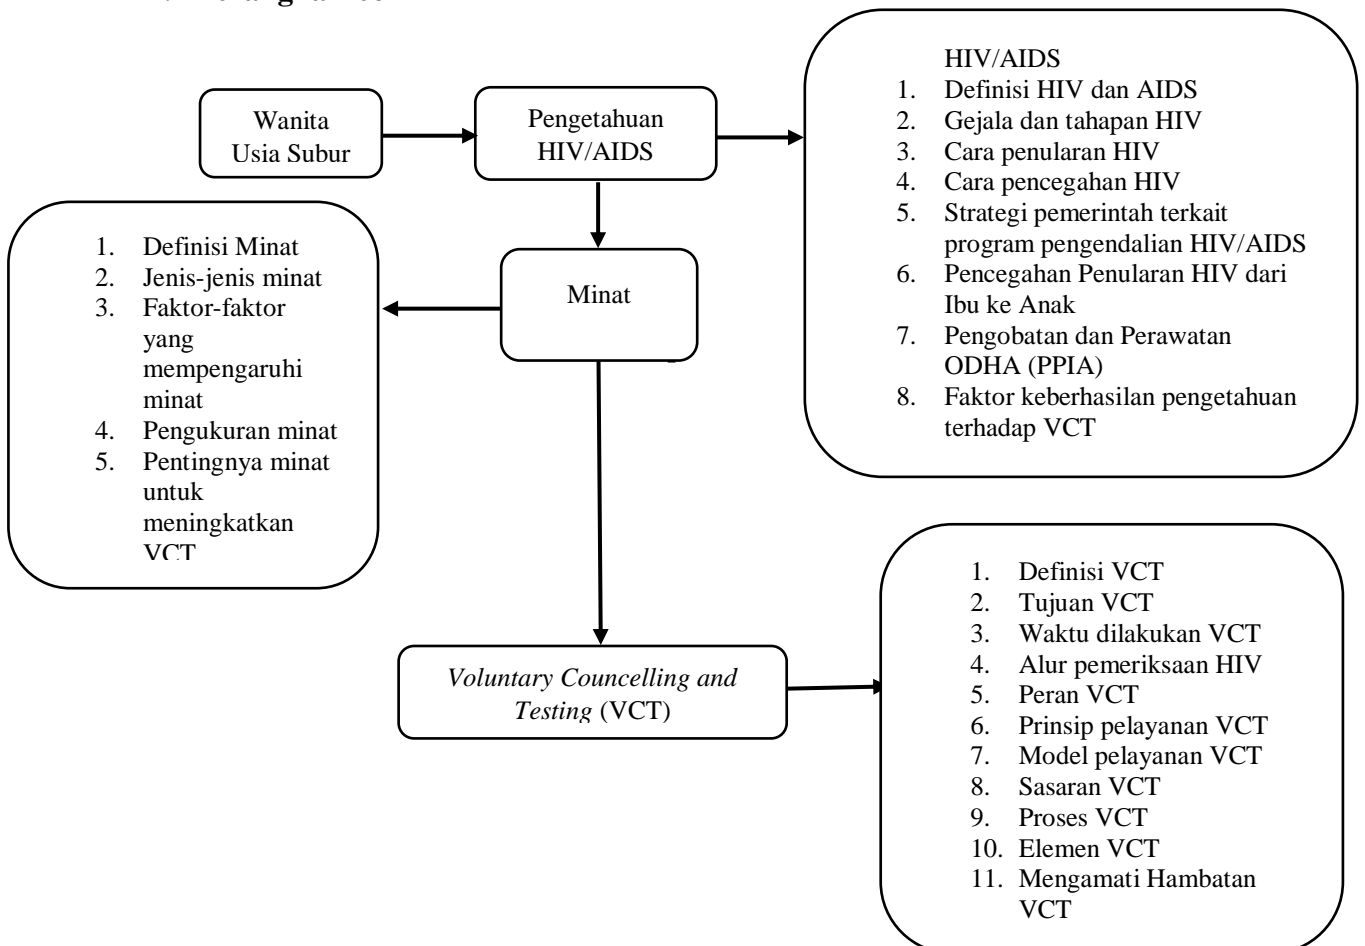 HIV/AIDS
1. Definisi HIV dan AIDS
2. Gejala dan tahapan HIV
3. Cara penularan HIV
4. Cara pencegahan HIV
5. Strategi pemerintah terkait
program pengendalian HIV/AIDS
6. Pencegahan Penularan HIV dari
Ibu ke Anak
7. Pengobatan dan Perawatan
ODHA (PPIA)
8. Faktor keberhasilan pengetahuan
terhadap VCT
Wanita
Usia Subur
Pengetahuan
HIV/AIDS
1. Definisi Minat
2. Jenis-jenis minat
3. Faktor-faktor
yang
mempengaruhi
minat
4. Pengukuran minat
5. Pentingnya minat
untuk
meningkatkan
VCT
Minat
Voluntary Councelling and
Testing (VCT)
1. Definisi VCT
2. Tujuan VCT
3. Waktu dilakukan VCT
4. Alur pemeriksaan HIV
5. Peran VCT
6. Prinsip pelayanan VCT
7. Model pelayanan VCT
8. Sasaran VCT
9. Proses VCT
10. Elemen VCT
11. Mengamati Hambatan
VCT